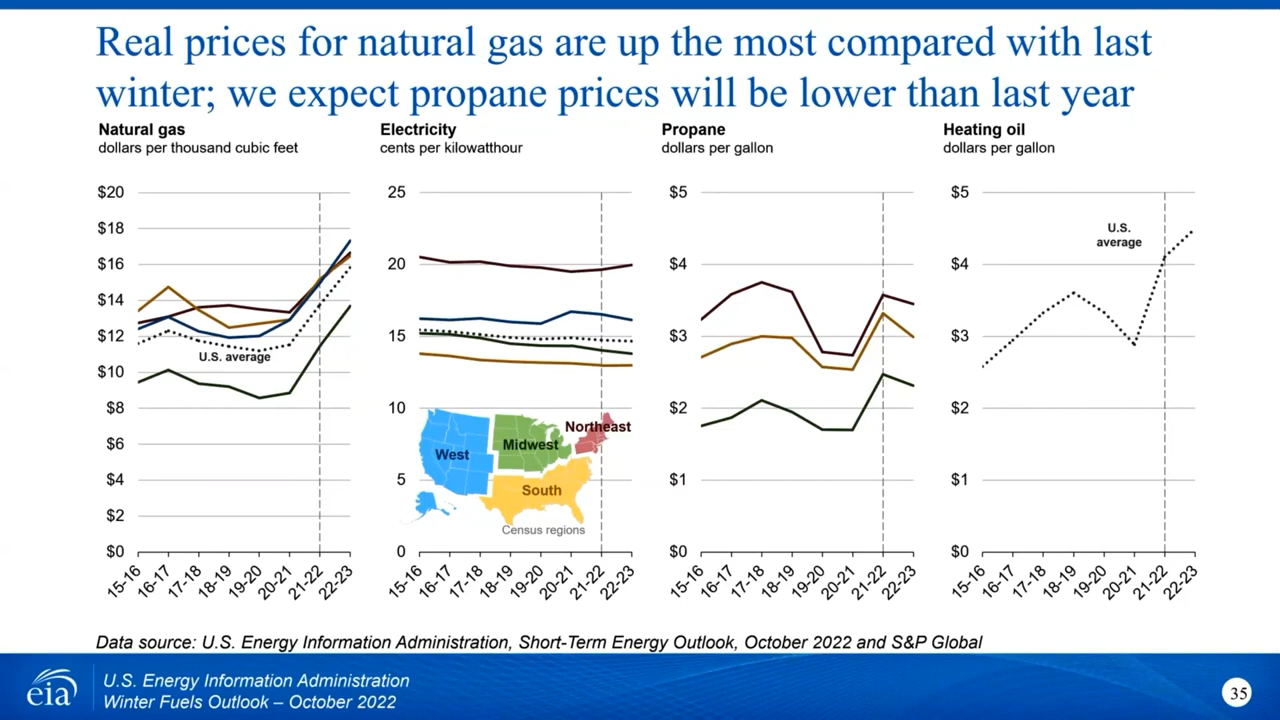 Real prices for natural gas are up the most compared with last
winter; we expect propane prices will be lower than last year
Natural gas
dollars per thousand cubic feet
$20
$18
$16
$14
$12
$10
$8
$6
$4
$2
$0
U.S. average
15-16
16-17
17-18
18-19
19-20
20-21
21-22
22-23
Electricity
cents per kilowatthour
25
20
15
10
5
0
West
Midwest
Northeast
South
Census regions
15-16
16-17
17-18
18-19
19-20
20-21
21-22
22-23
Propane
dollars per gallon
$5
$4
$3
$2
$1
$0
15-16
16-17
17-18
18-19
19-20
20-21
21-22
22-23
Heating oil
dollars per gallon
$5
$4
$3
$2
$1
$0
U.S.
average
15-16
16-17
17-18
18-19
19-20
20-21
21-22
22-23
Data source: U.S. Energy Information Administration, Short-Term Energy Outlook, October 2022 and S&P Global
eia
U.S. Energy Information Administration
Winter Fuels Outlook – October 2022
35